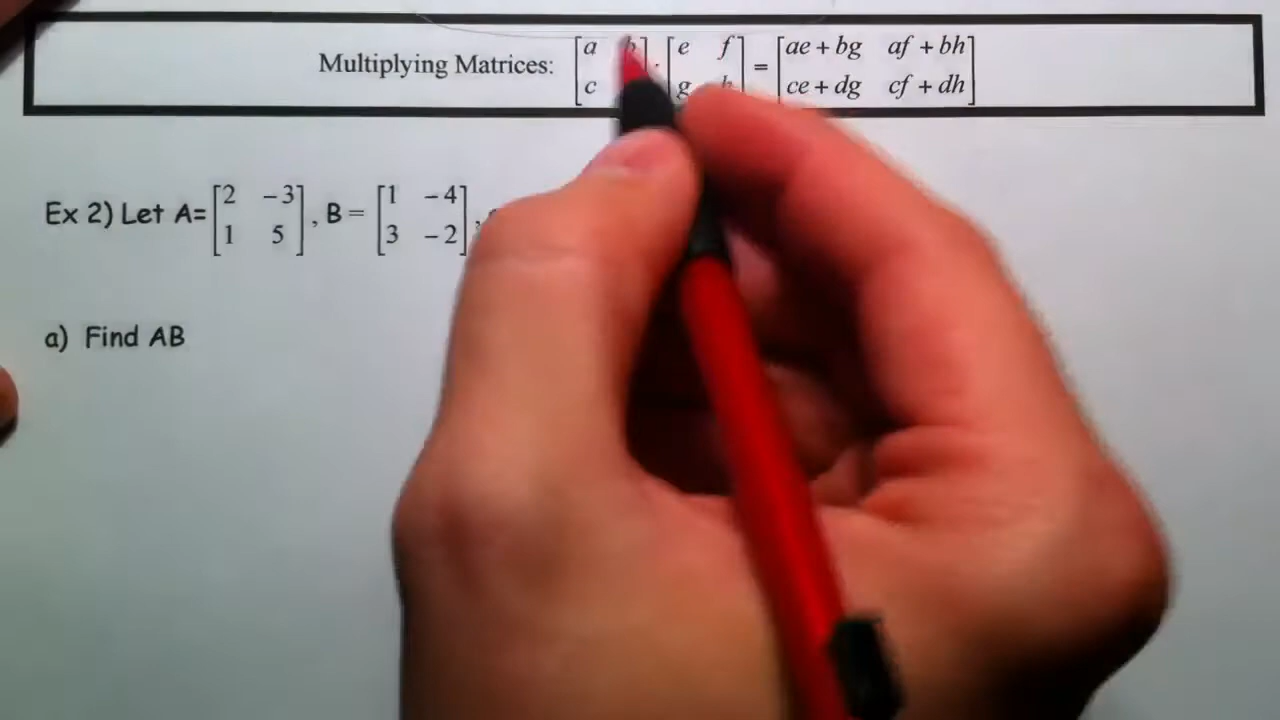 Multiplying Matrices: [a b; c] · [e f; g h] = [ae + bg af + bh; ce + dg cf + dh]
Ex 2) Let A= [2 -3; 1 5], B = [1 -4; 3 -2],
a) Find AB